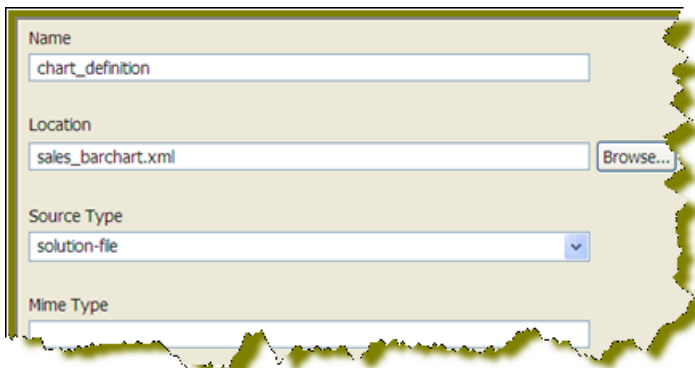 Name
chart_definition
Location
sales_barchart.xml
Browse...
Source Type
solution-file
Mime Type